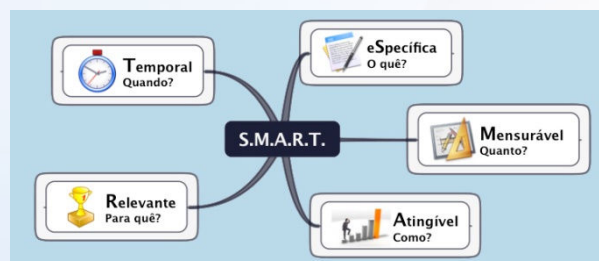 eSpecífica
O quê?
Temporal
Quando?
S.M.A.R.T.
Mensurável
Quanto?
Relevante
Para quê?
Atingível
Como?